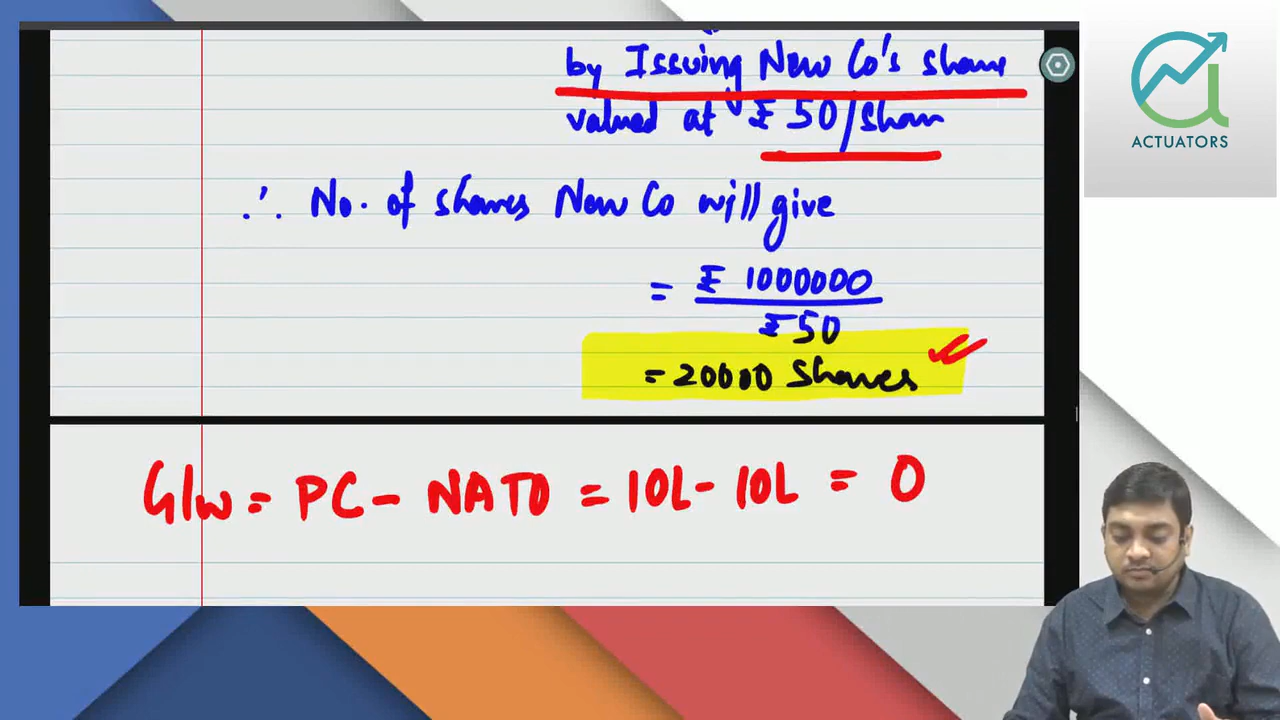 by Issuing New Co's share
valued at ₹ 50/share
∴ No. of shares New Co will give
= ₹ 1000000
₹50
= 20000 Shares
G/w = PC - NATO = 10L - 10L = 0
ACTUATORS